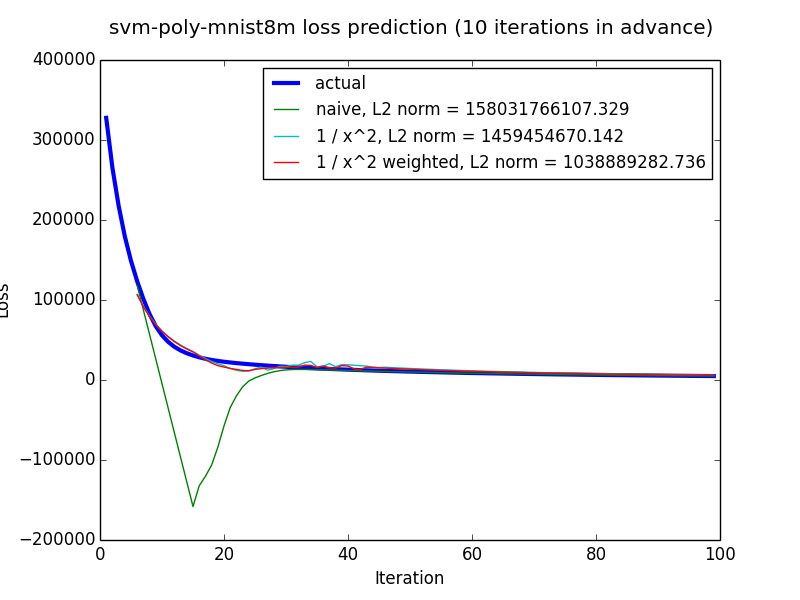 svm-poly-mnist8m loss prediction (10 iterations in advance)
400000
300000
200000
100000
0
−100000
−200000
Loss
actual
naive, L2 norm = 158031766107.329
1 / x^2, L2 norm = 1459454670.142
1 / x^2 weighted, L2 norm = 1038889282.736
0 20 40 60 80 100
Iteration